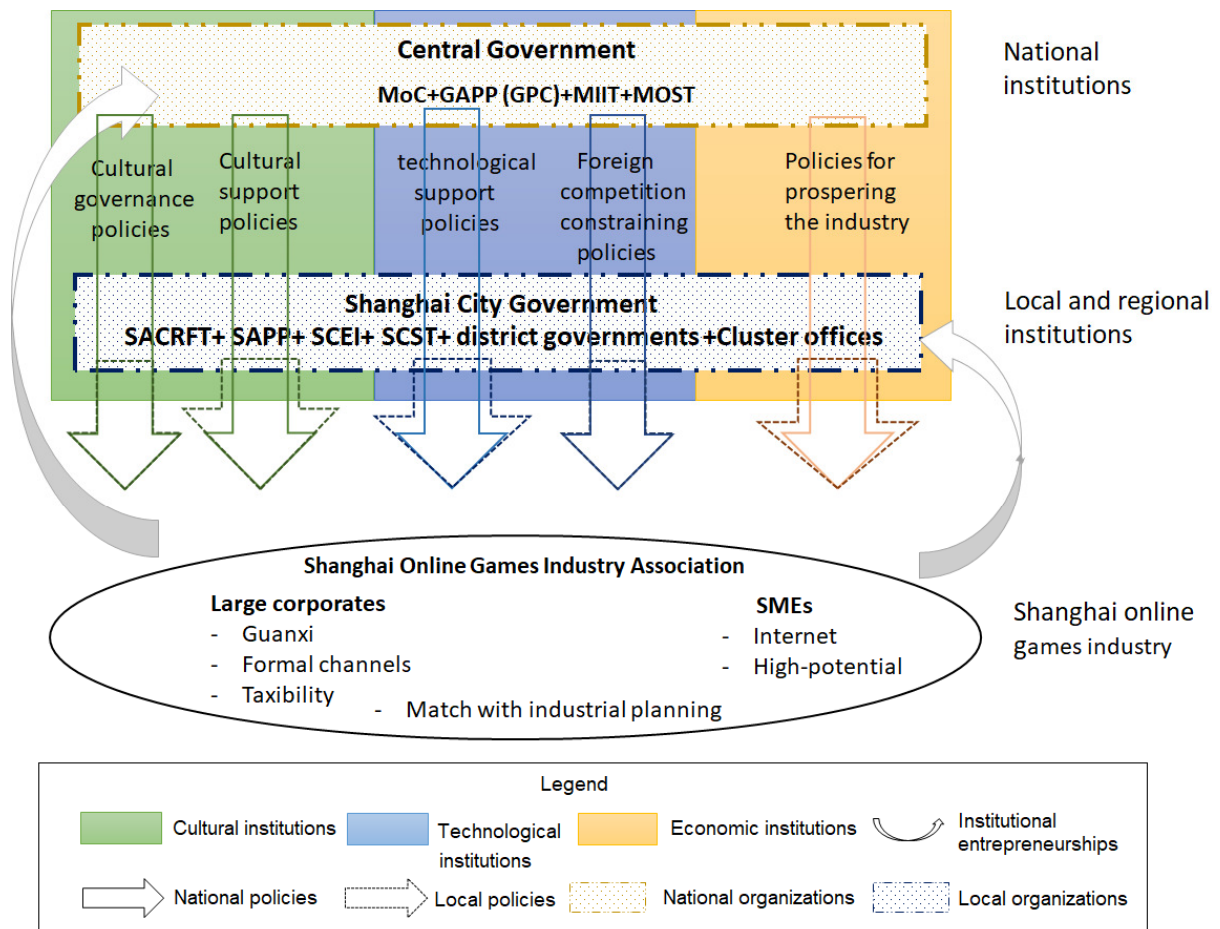 Central Government
MoC+GAPP (GPC)+MIIT+MOST
National
institutions
Cultural
governance
policies
Cultural
support
policies
technological
support
policies
Foreign
competition
constraining
policies
Policies for
prospering
the industry
Shanghai City Government
SACRFT+ SAPP+ SCEI+ SCST+ district governments +Cluster offices
Local and regional
institutions
Shanghai Online Games Industry Association
Large corporates
- Guanxi
- Formal channels
- Taxibility
SMEs
- Internet
- High-potential
- Match with industrial planning
Shanghai online
games industry
Legend
Cultural institutions
Technological
institutions
Economic institutions
Institutional
entrepreneurships
National policies
Local policies
National organizations
Local organizations